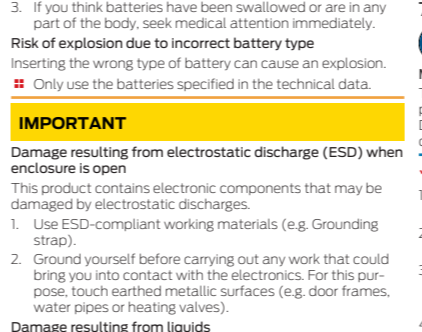 3. If you think batteries have been swallowed or are in any
part of the body, seek medical attention immediately.
Risk of explosion due to incorrect battery type
Inserting the wrong type of battery can cause an explosion.
Only use the batteries specified in the technical data.
IMPORTANT
Damage resulting from electrostatic discharge (ESD) when
enclosure is open
This product contains electronic components that may be
damaged by electrostatic discharges.
1. Use ESD-compliant working materials (e.g. Grounding
strap).
2. Ground yourself before carrying out any work that could
bring you into contact with the electronics. For this pur-
pose, touch earthed metallic surfaces (e.g. door frames,
water pipes or heating valves).
Damage resulting from liquids